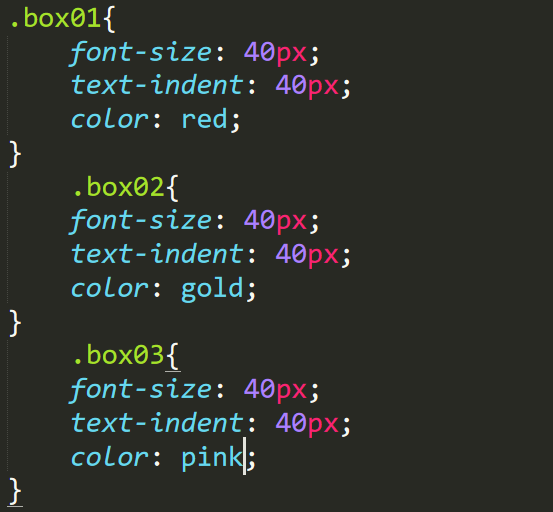 .box01{
    font-size: 40px;
    text-indent: 40px;
    color: red;
}
    .box02{
    font-size: 40px;
    text-indent: 40px;
    color: gold;
}
    .box03{
    font-size: 40px;
    text-indent: 40px;
    color: pink;
}